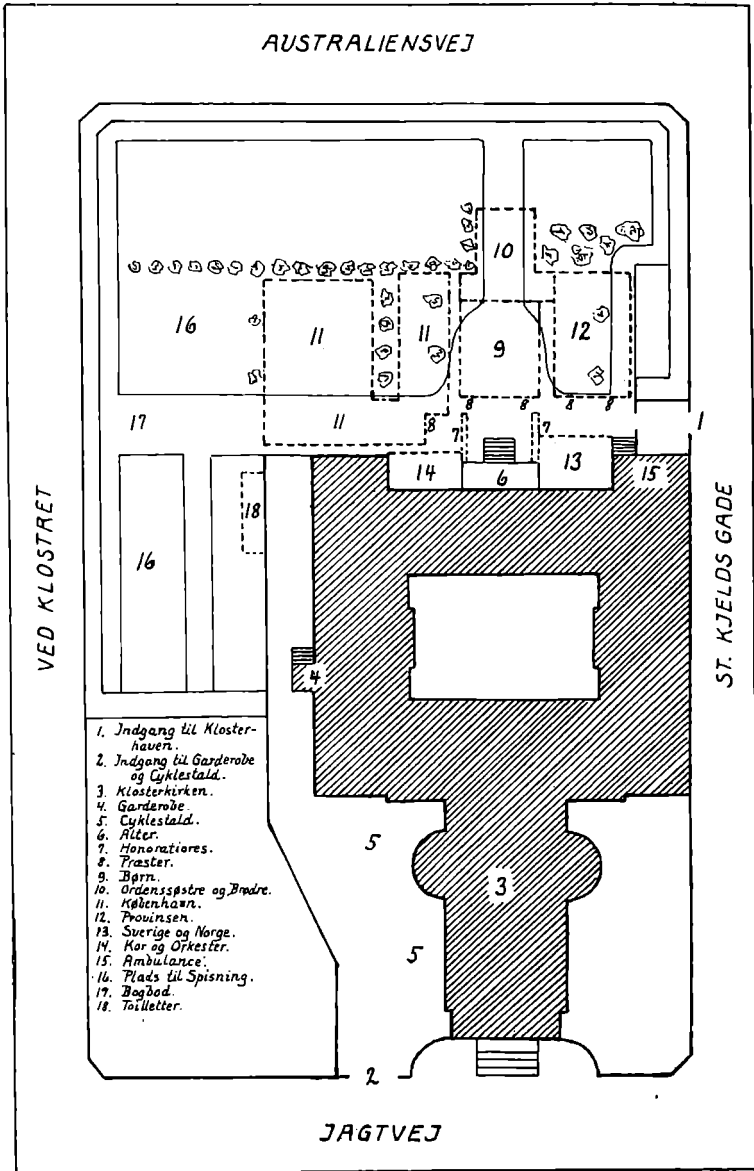 AUSTRALIENSVEJ
10
16
11
11
9
12
17
11
8
8
8
8
8
1
7
7
14
6
13
15
18
16
VED KLOSTRET
ST. KJELDS GADE
4
1. Indgang til Kloster-
haven.
2. Indgang til Garderobe
og Cyklestald.
3. Klosterkirken.
4. Garderobe.
5. Cyklestald.
6. Alter.
7. Honoratiores.
8. Præster.
9. Børn.
10. Ordenssøstre og Brødre.
11. København.
12. Provinsen.
13. Sverige og Norge.
14. Kor og Orkester.
15. Ambulance.
16. Plads til Spisning.
17. Bogbod.
18. Toilletter.
5
3
5
2
JAGTVEJ